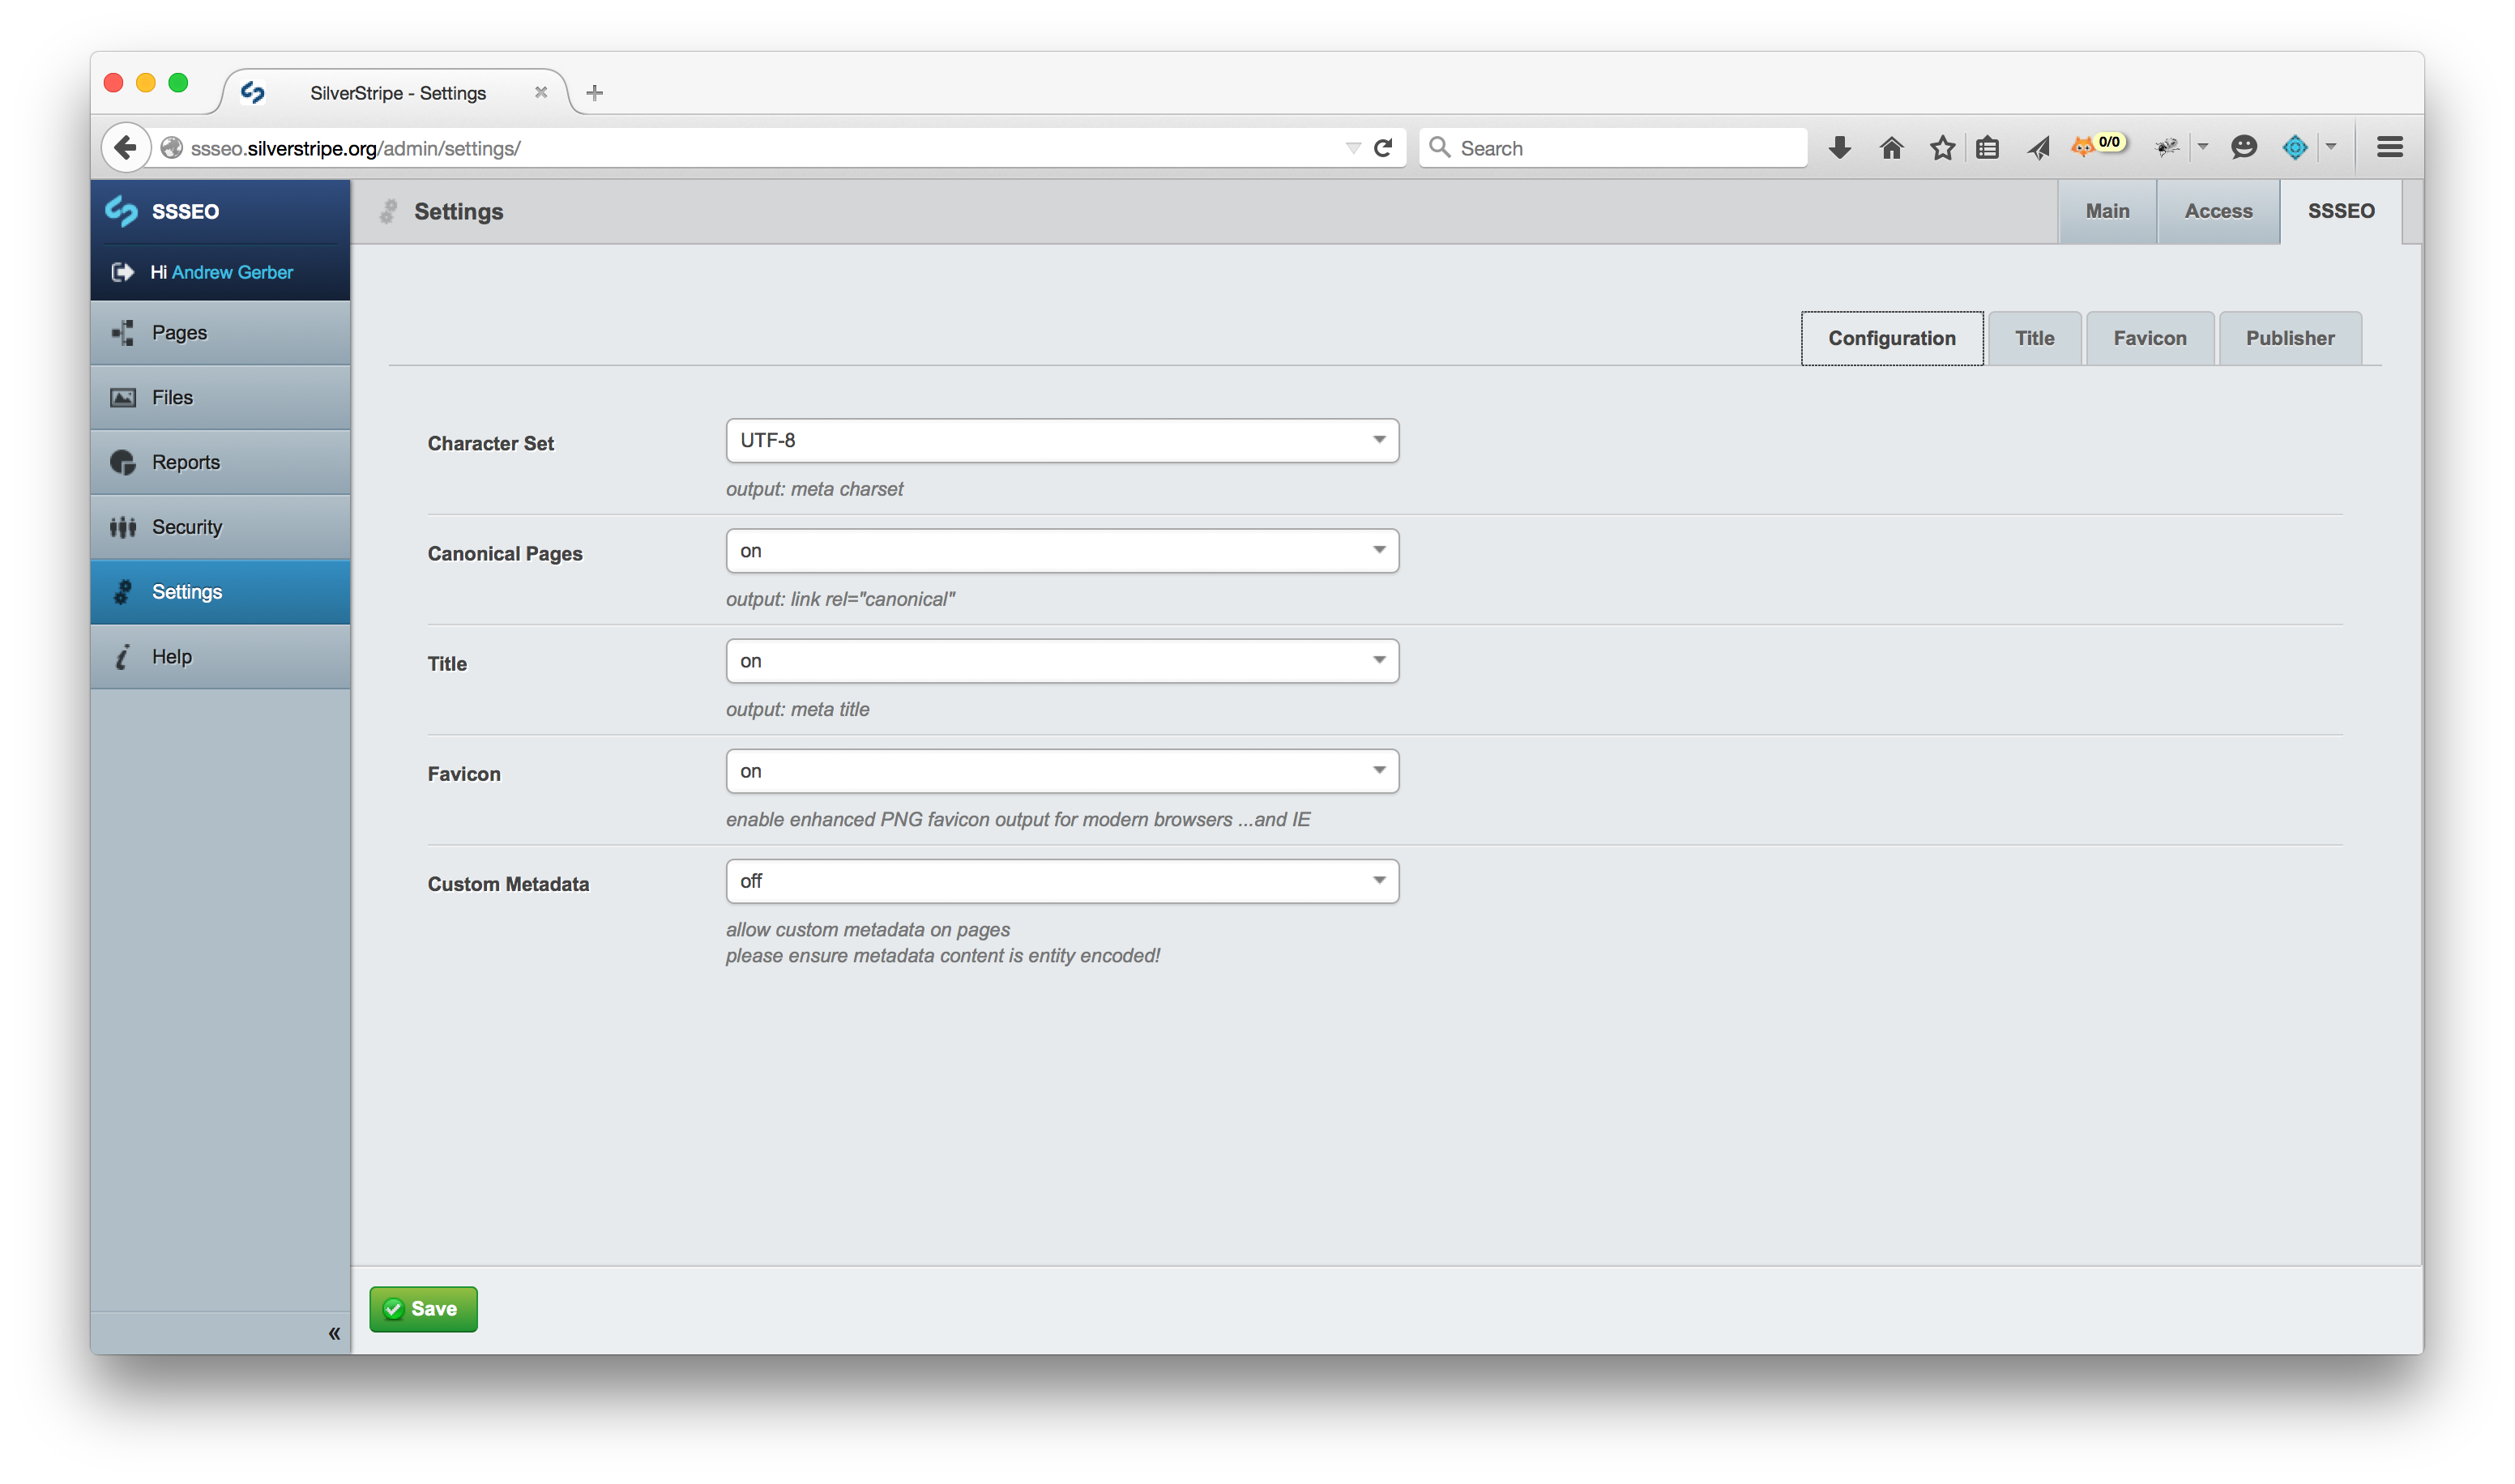 SilverStripe - Settings
ssseo.silverstripe.org/admin/settings/
Search
0/0
SSSEO
Settings
Main
Access
SSSEO
Hi Andrew Gerber
Pages
Files
Reports
Security
Settings
Help
Configuration
Title
Favicon
Publisher
Character Set
UTF-8
output: meta charset
Canonical Pages
on
output: link rel="canonical"
Title
on
output: meta title
Favicon
on
enable enhanced PNG favicon output for modern browsers ...and IE
Custom Metadata
off
allow custom metadata on pages
please ensure metadata content is entity encoded!
Save
«